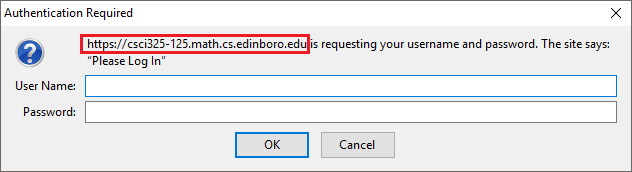 Authentication Required
https://csci325-125.math.cs.edinboro.edu is requesting your username and password. The site says:
“Please Log In”
User Name:
Password:
OK Cancel